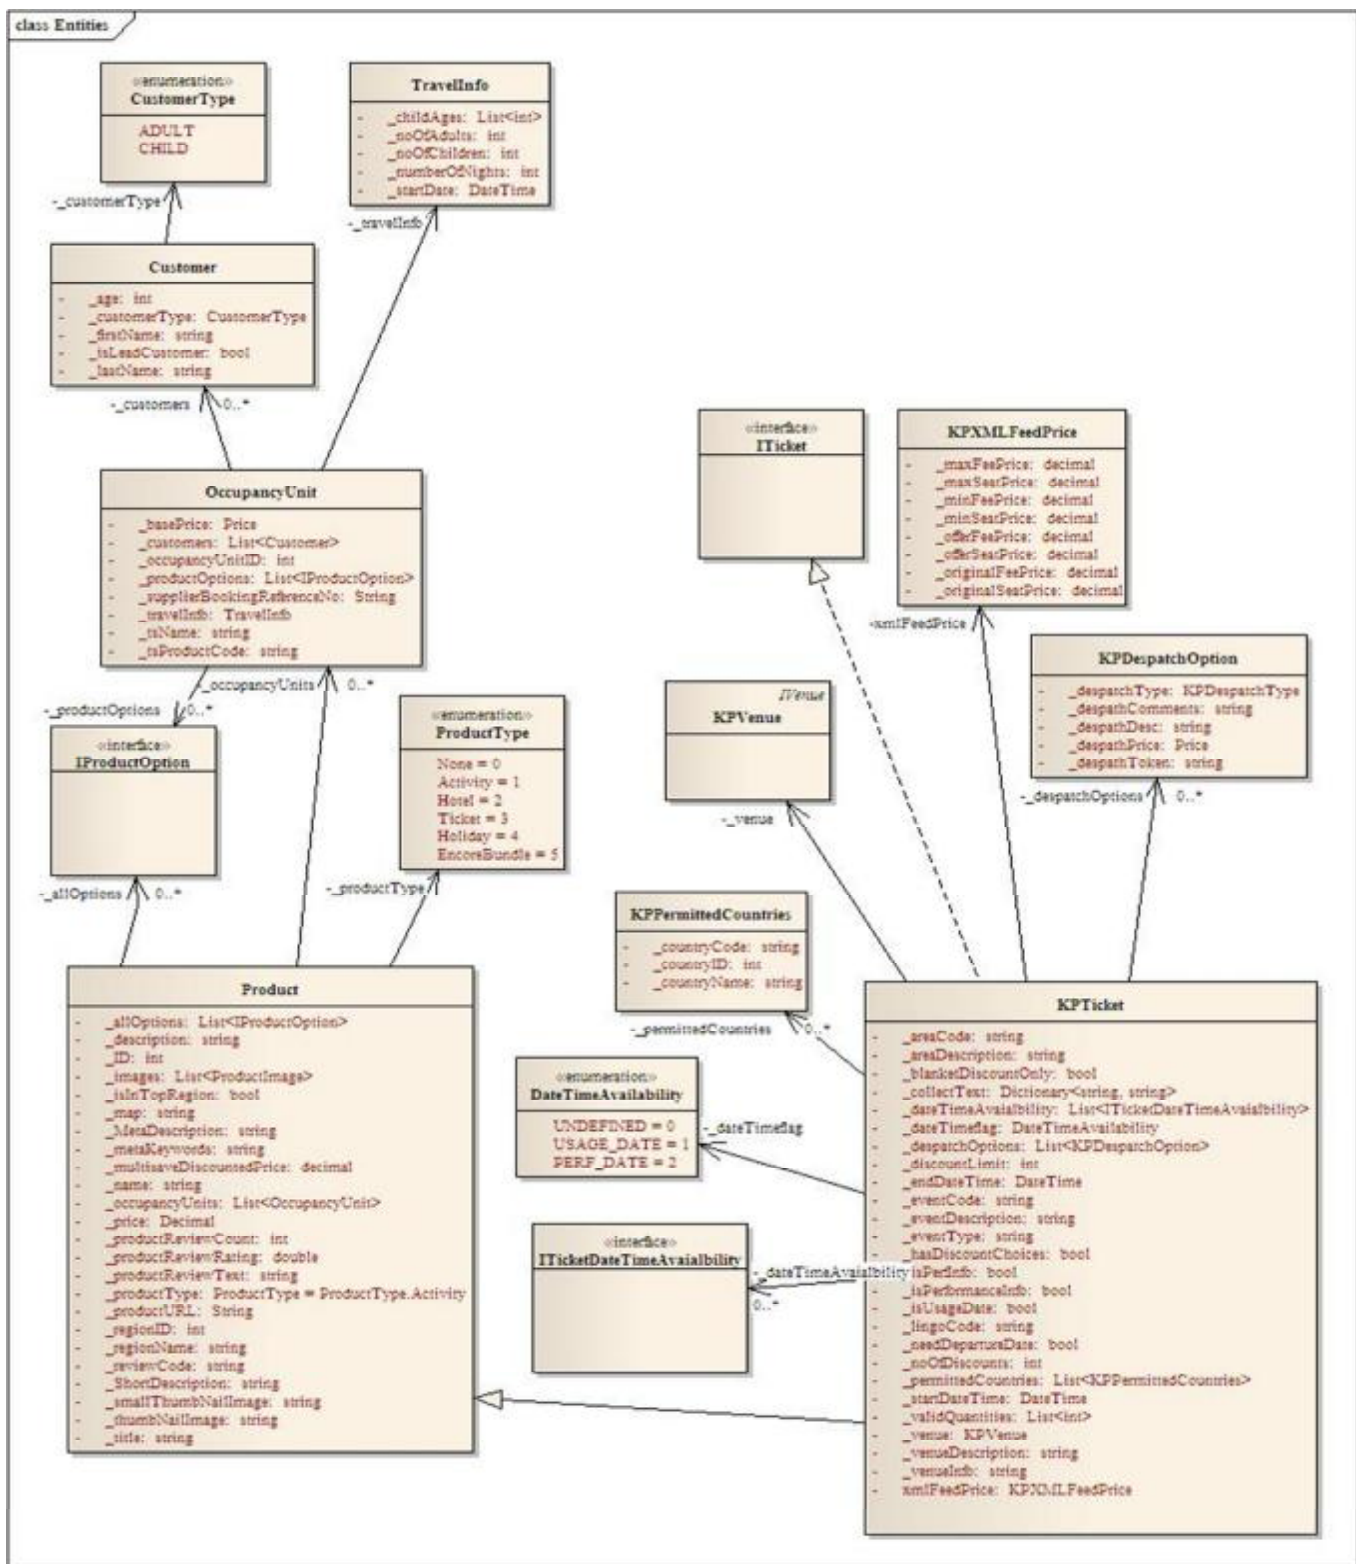 class Entities
«enumeration»
CustomerType
ADULT
CHILD
-_customerType
TravelInfo
- _childAges: List<int>
- _noOfAdults: int
- _noOfChildren: int
- _numberOfNights: int
- _startDate: DateTime
-_travelInfo
Customer
- _age: int
- _customerType: CustomerType
- _firstName: string
- _isLeadCustomer: bool
- _lastName: string
-_customers 0..*
OccupancyUnit
- _basePrice: Price
- _customers: List<Customer>
- _occupancyUnitID: int
- _productOptions: List<IProductOption>
- _supplierBookingReferenceNo: String
- _travelInfo: TravelInfo
- _tsName: string
- _tsProductCode: string
-_occupancyUnits 0..*
-_productOptions 0..*
«interface»
IProductOption
-_allOptions 0..*
«enumeration»
ProductType
None = 0
Activity = 1
Hotel = 2
Ticket = 3
Holiday = 4
EncoreBundle = 5
-_productType
Product
- _allOptions: List<IProductOption>
- _description: string
- _ID: int
- _images: List<ProductImage>
- _isInTopRegion: bool
- _map: string
- _MetaDescription: string
- _metaKeywords: string
- _multisaveDiscountedPrice: decimal
- _name: string
- _occupancyUnits: List<OccupancyUnit>
- _price: Decimal
- _productReviewCount: int
- _productReviewRating: double
- _productReviewText: string
- _productType: ProductType = ProductType.Activity
- _productURL: String
- _regionID: int
- _regionName: string
- _reviewCode: string
- _ShortDescription: string
- _smallThumbNailImage: string
- _thumbNailImage: string
- _title: string
«interface»
ITicket
KPXMLFeedPrice
- _maxFeePrice: decimal
- _maxSeatPrice: decimal
- _minFeePrice: decimal
- _minSeatPrice: decimal
- _offerFeePrice: decimal
- _offerSeatPrice: decimal
- _originalFeePrice: decimal
- _originalSeatPrice: decimal
-xmlFeedPrice
KPDespatchOption
- _despatchType: KPDespatchType
- _despathComments: string
- _despathDesc: string
- _despathPrice: Price
- _despathToken: string
-_despatchOptions 0..*
IVenue
KPVenue
-_venue
KPPermittedCountries
- _countryCode: string
- _countryID: int
- _countryName: string
-_permittedCountries 0..*
«enumeration»
DateTimeAvailability
UNDEFINED = 0
USAGE_DATE = 1
PERF_DATE = 2
-_dateTimeflag
«interface»
ITicketDateTimeAvaialbility
-_dateTimeAvaialbility
0..*
KPTicket
- _areaCode: string
- _areaDescription: string
- _blanketDiscountOnly: bool
- _collectText: Dictionary<string, string>
- _dateTimeAvaialbility: List<ITicketDateTimeAvaialbility>
- _dateTimeflag: DateTimeAvailability
- _despatchOptions: List<KPDespatchOption>
- _discountLimit: int
- _endDateTime: DateTime
- _eventCode: string
- _eventDescription: string
- _eventType: string
- _hasDiscountChoices: bool
isPerInfo: bool
- _isPerformanceInfo: bool
- _isUsageDate: bool
- _lingoCode: string
- _needDepartureDate: bool
- _noOfDiscounts: int
- _permittedCountries: List<KPPermittedCountries>
- _startDateTime: DateTime
- _validQuantities: List<int>
- _venue: KPVenue
- _venueDescription: string
- _venueInfo: string
- xmlFeedPrice: KPXMLFeedPrice